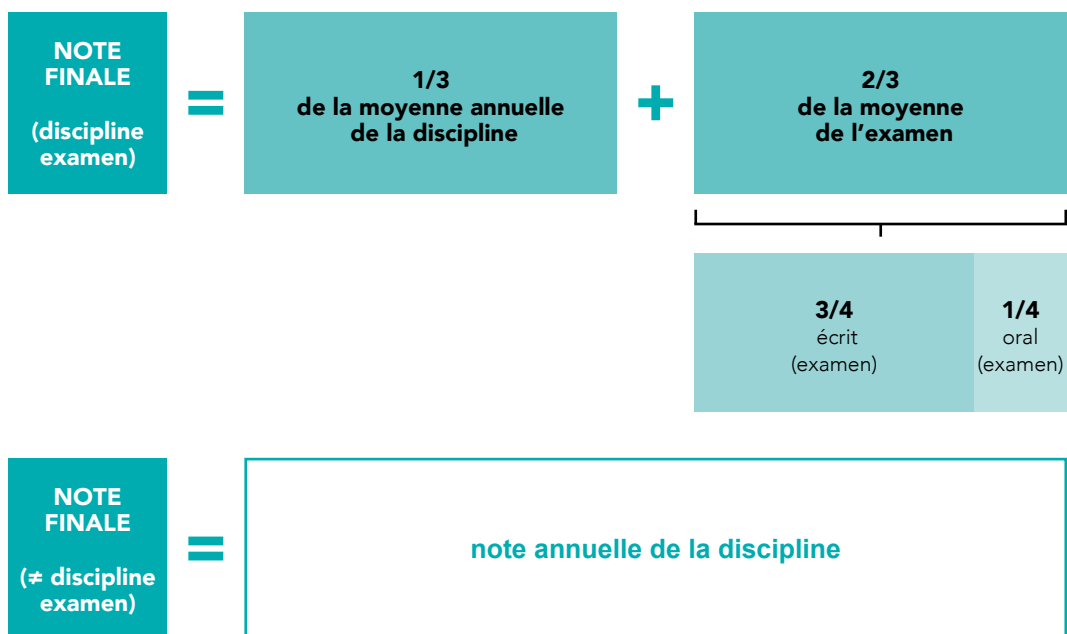 NOTE
FINALE
(discipline
examen)
=
1/3
de la moyenne annuelle
de la discipline
+
2/3
de la moyenne
de l’examen
3/4
écrit
(examen)
1/4
oral
(examen)
NOTE
FINALE
(≠ discipline
examen)
=
note annuelle de la discipline